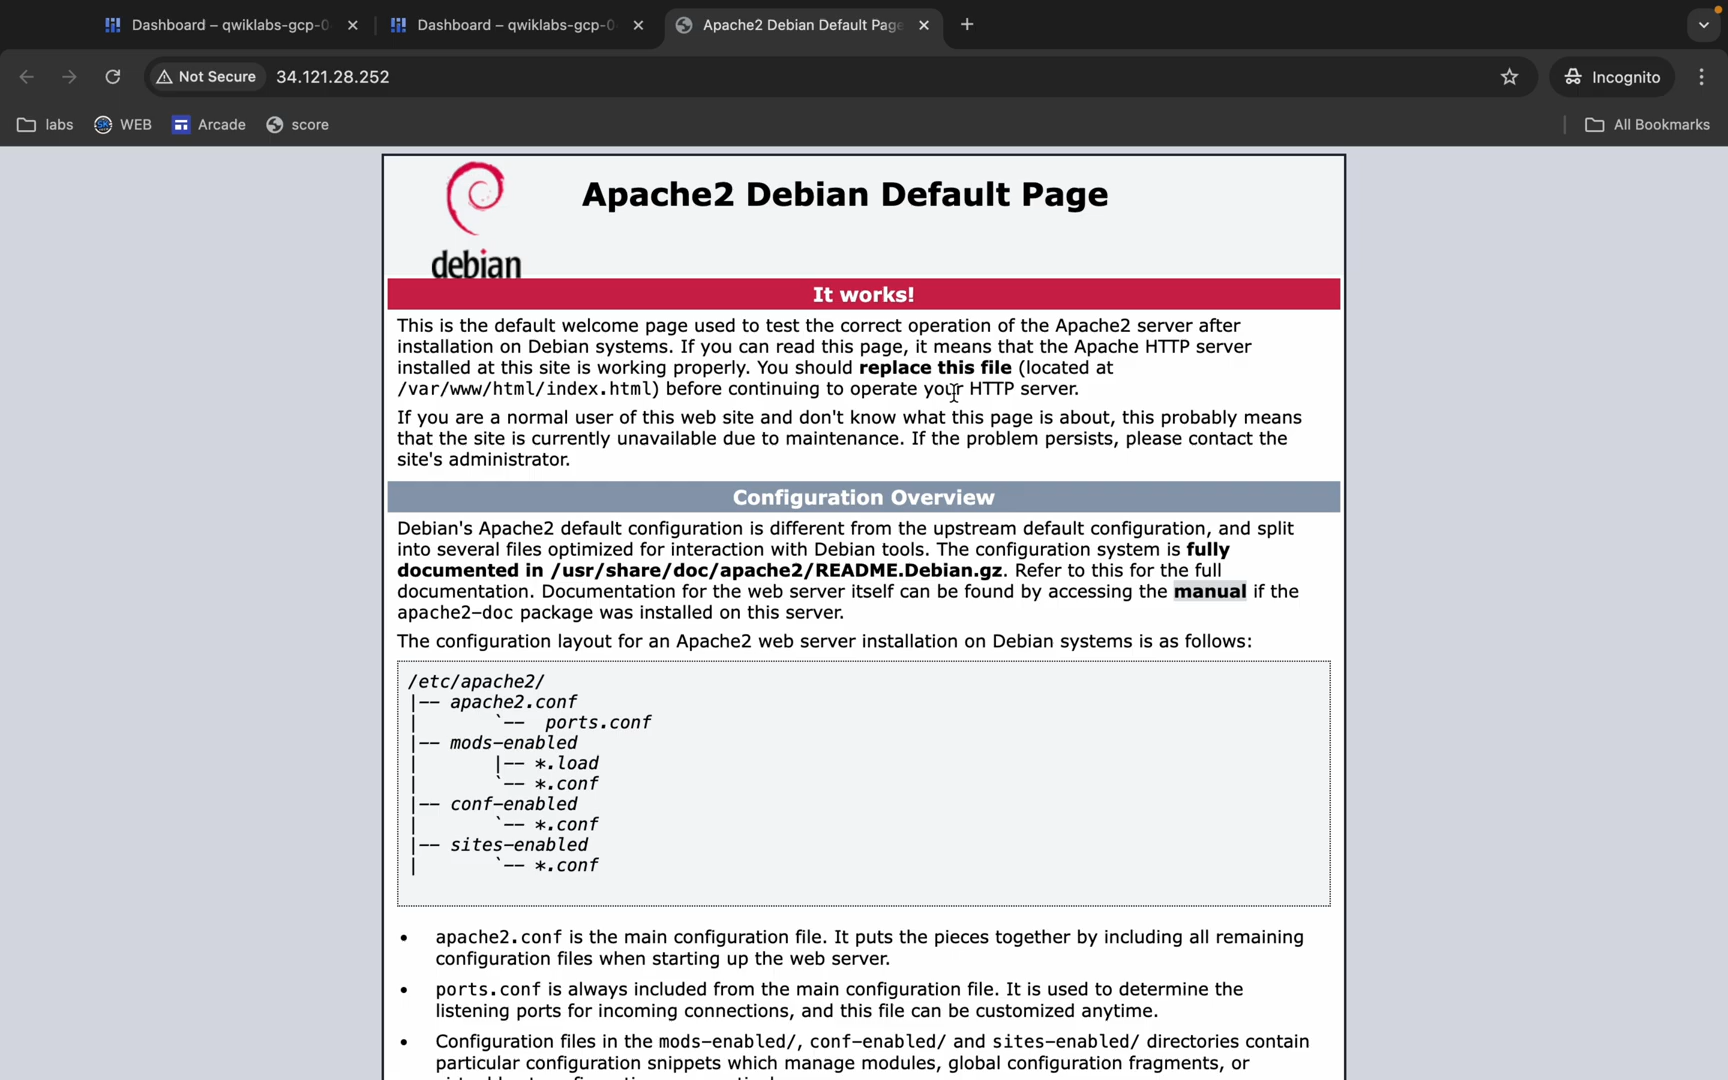 Dashboard – qwiklabs-gcp-0
Dashboard – qwiklabs-gcp-0
Apache2 Debian Default Page
Not Secure
34.121.28.252
Incognito
labs
WEB
Arcade
score
All Bookmarks
debian
Apache2 Debian Default Page
It works!
This is the default welcome page used to test the correct operation of the Apache2 server after
installation on Debian systems. If you can read this page, it means that the Apache HTTP server
installed at this site is working properly. You should replace this file (located at
/var/www/html/index.html) before continuing to operate your HTTP server.
If you are a normal user of this web site and don't know what this page is about, this probably means
that the site is currently unavailable due to maintenance. If the problem persists, please contact the
site's administrator.
Configuration Overview
Debian's Apache2 default configuration is different from the upstream default configuration, and split
into several files optimized for interaction with Debian tools. The configuration system is fully
documented in /usr/share/doc/apache2/README.Debian.gz. Refer to this for the full
documentation. Documentation for the web server itself can be found by accessing the manual if the
apache2-doc package was installed on this server.
The configuration layout for an Apache2 web server installation on Debian systems is as follows:
/etc/apache2/
|-- apache2.conf
|       `--  ports.conf
|-- mods-enabled
|       |-- *.load
|       `-- *.conf
|-- conf-enabled
|       `-- *.conf
|-- sites-enabled
|       `-- *.conf
• apache2.conf is the main configuration file. It puts the pieces together by including all remaining
configuration files when starting up the web server.
• ports.conf is always included from the main configuration file. It is used to determine the
listening ports for incoming connections, and this file can be customized anytime.
• Configuration files in the mods-enabled/, conf-enabled/ and sites-enabled/ directories contain
particular configuration snippets which manage modules, global configuration fragments, or